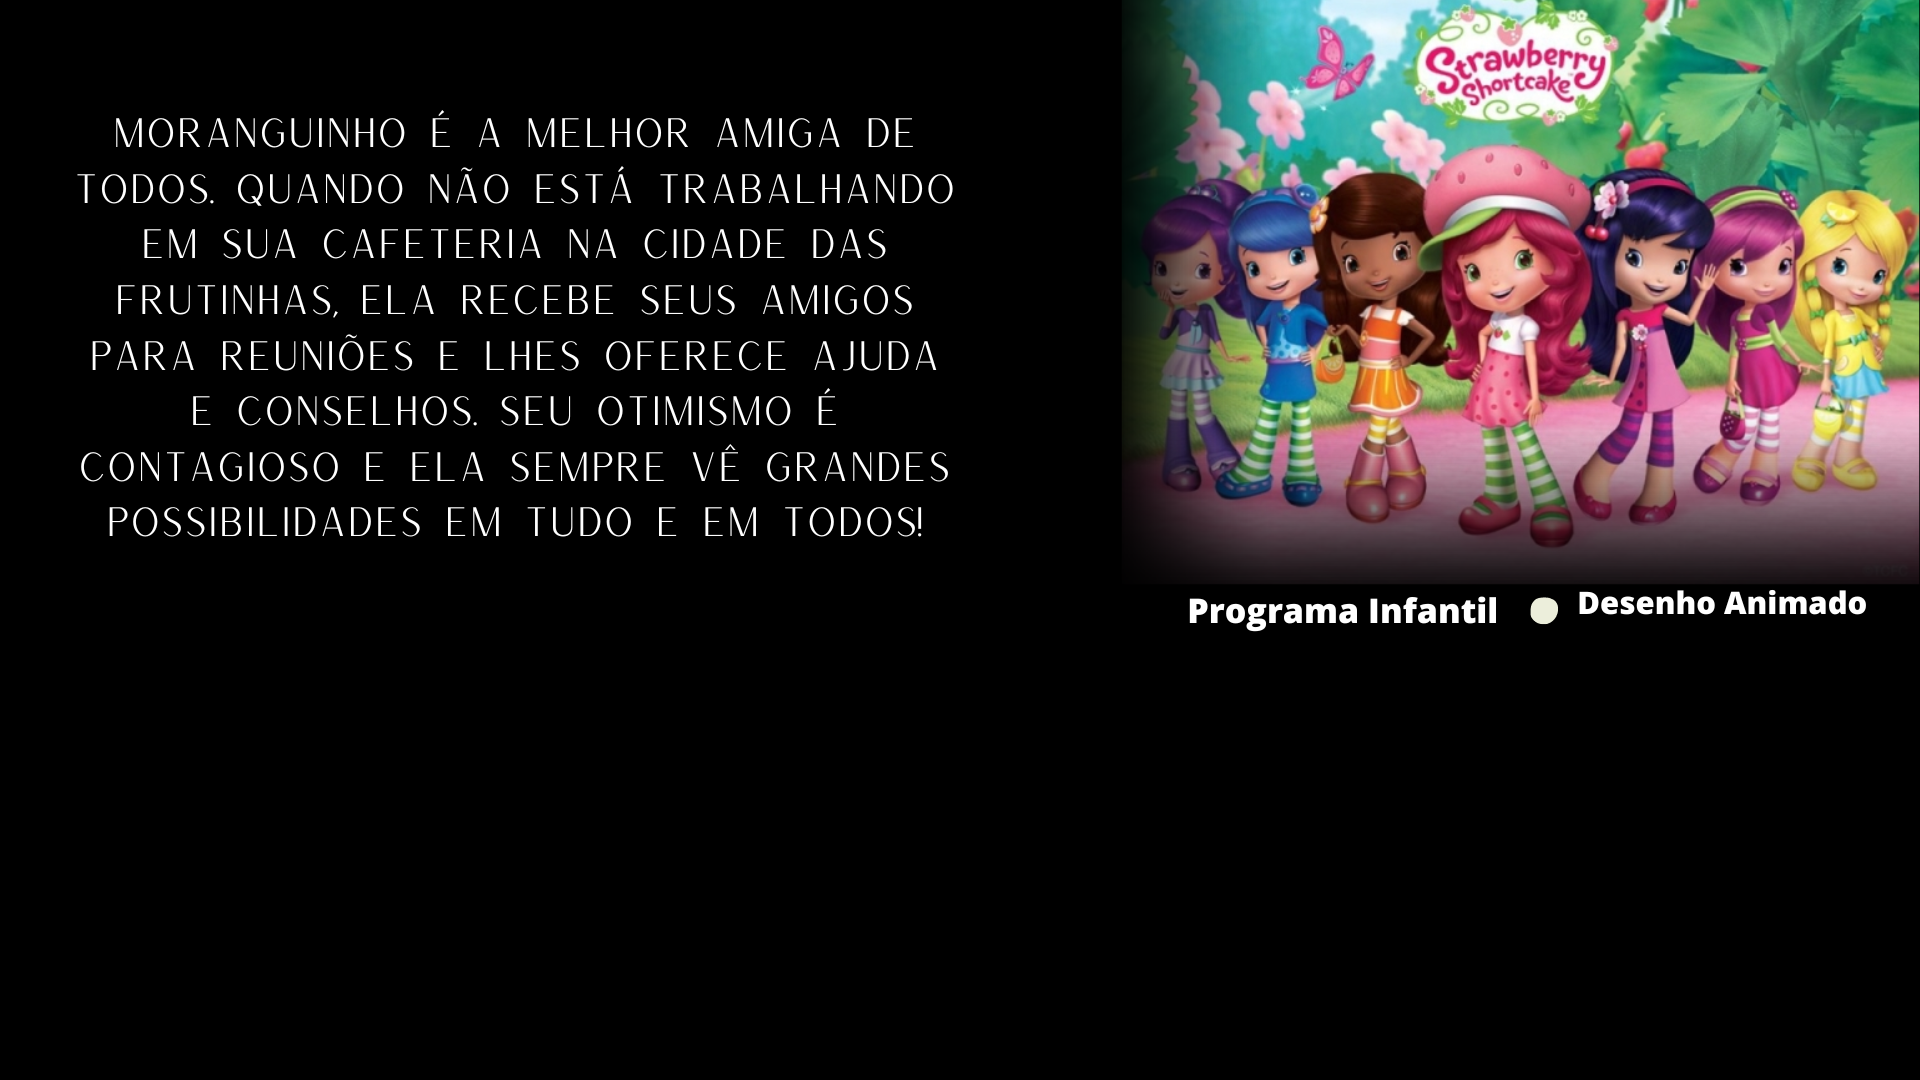 MORANGUINHO É A MELHOR AMIGA DE
TODOS. QUANDO NÃO ESTÁ TRABALHANDO
EM SUA CAFETERIA NA CIDADE DAS
FRUTINHAS, ELA RECEBE SEUS AMIGOS
PARA REUNIÕES E LHES OFERECE AJUDA
E CONSELHOS. SEU OTIMISMO É
CONTAGIOSO E ELA SEMPRE VÊ GRANDES
POSSIBILIDADES EM TUDO E EM TODOS!
Strawberry
Shortcake
Programa Infantil
Desenho Animado